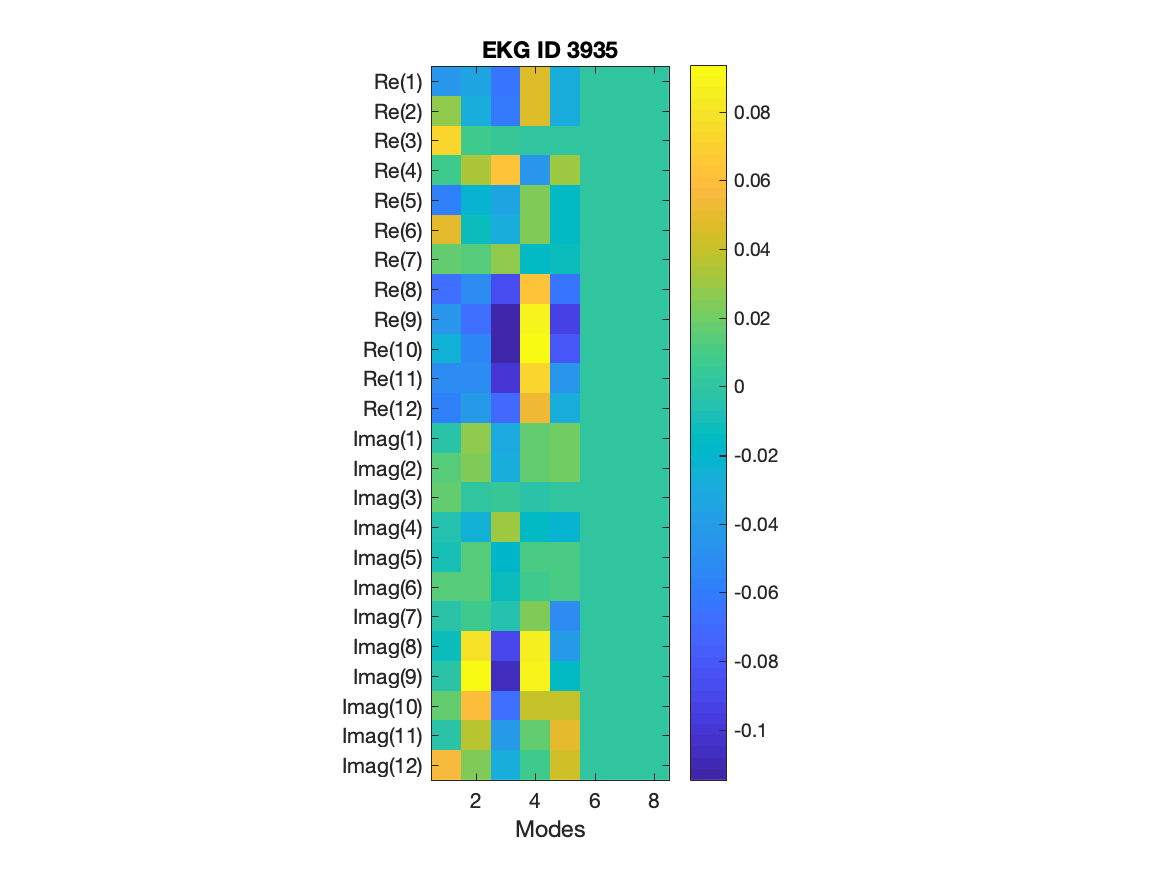 EKG ID 3935
Re(1)
Re(2)
Re(3)
Re(4)
Re(5)
Re(6)
Re(7)
Re(8)
Re(9)
Re(10)
Re(11)
Re(12)
Imag(1)
Imag(2)
Imag(3)
Imag(4)
Imag(5)
Imag(6)
Imag(7)
Imag(8)
Imag(9)
Imag(10)
Imag(11)
Imag(12)
2 4 6 8
Modes
0.08
0.06
0.04
0.02
0
-0.02
-0.04
-0.06
-0.08
-0.1